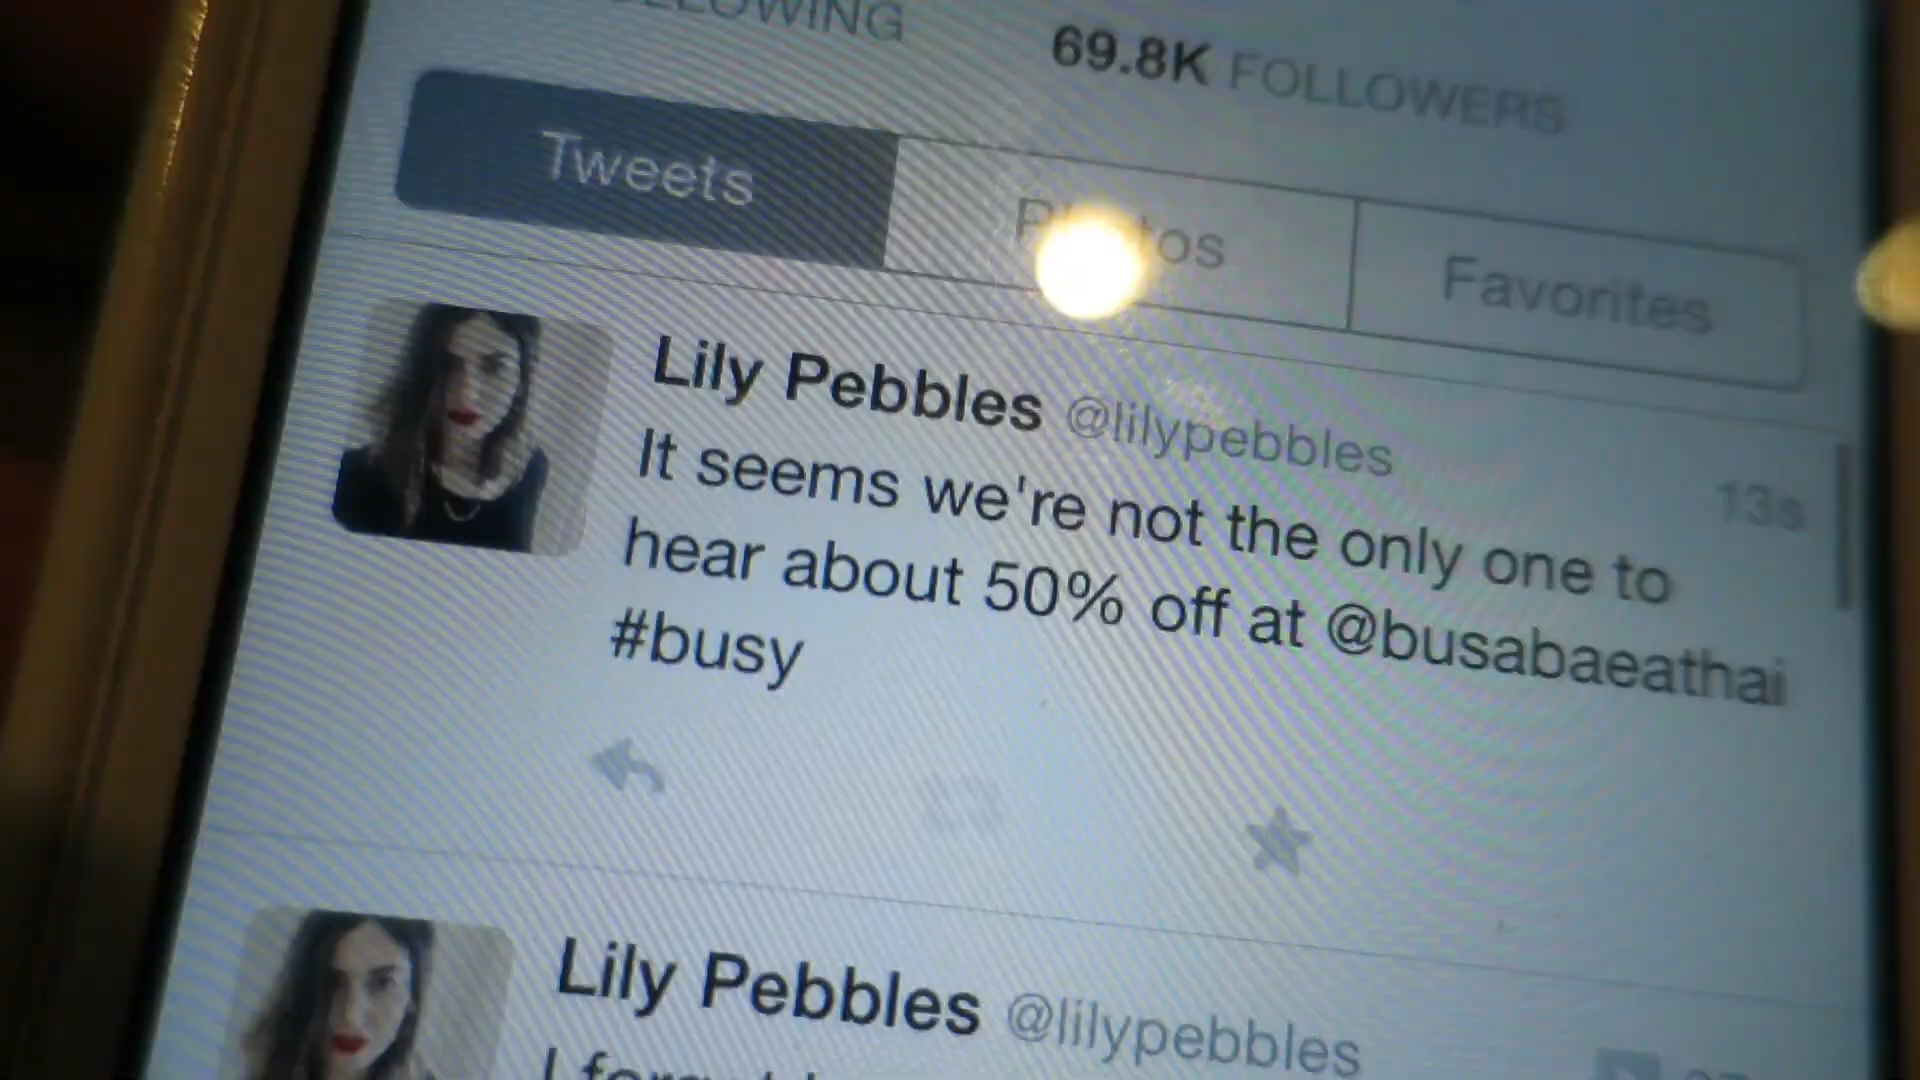 69.8K FOLLOWERS
Tweets
Favorites
Lily Pebbles @lilypebbles
13s
It seems we're not the only one to
hear about 50% off at @busabaeathai
#busy
Lily Pebbles @lilypebbles